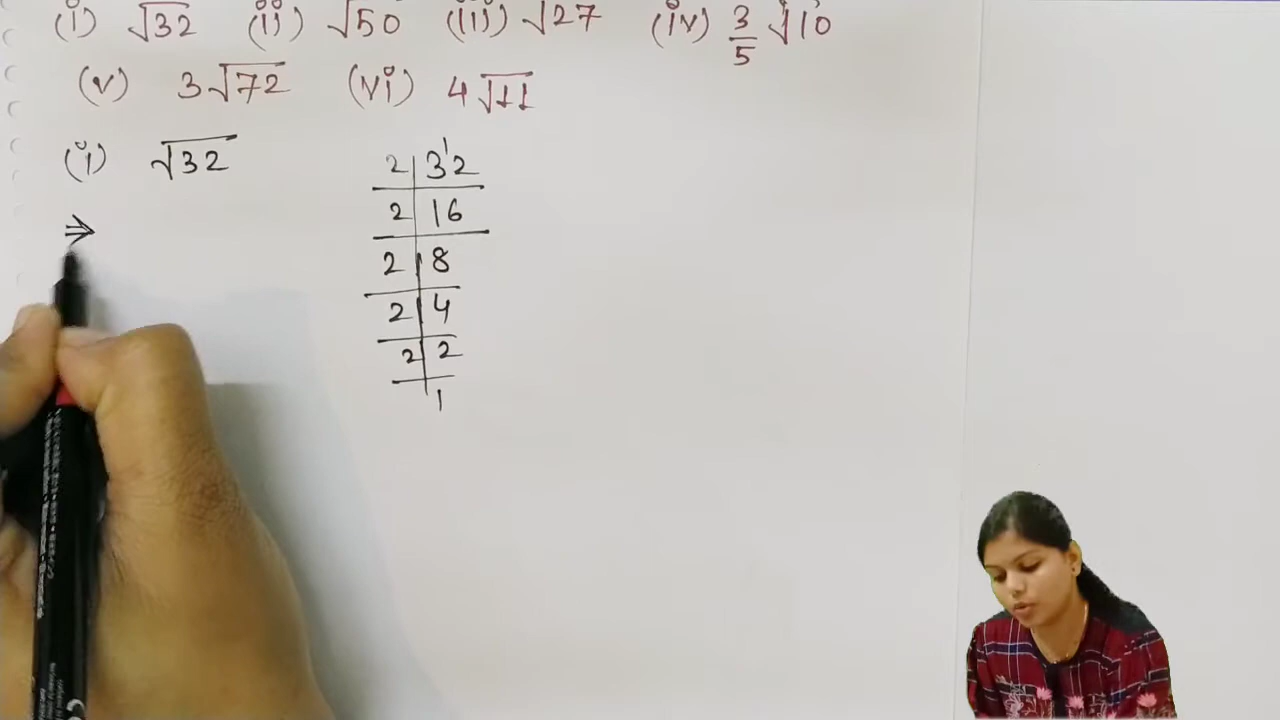 (i) √32 (ii) √50 (iii) √27 (iv) 3/5 √10
(v) 3√72 (vi) 4√11
(i) √32
2 | 32
⇒
2 | 16
2 | 8
2 | 4
2 | 2
1